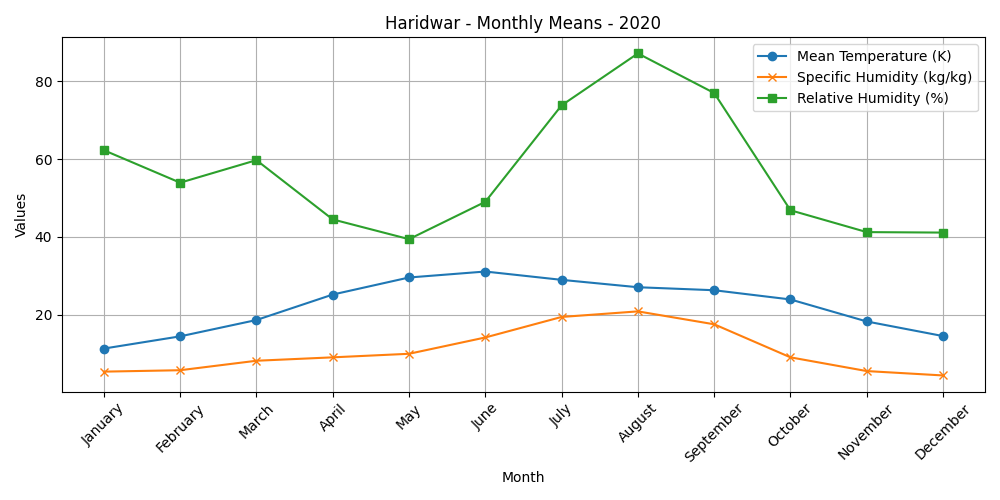 Haridwar - Monthly Means - 2020
Mean Temperature (K)
Specific Humidity (kg/kg)
Relative Humidity (%)
Values
80
60
40
20
January
February
March
April
May
June
July
August
September
October
November
December
Month